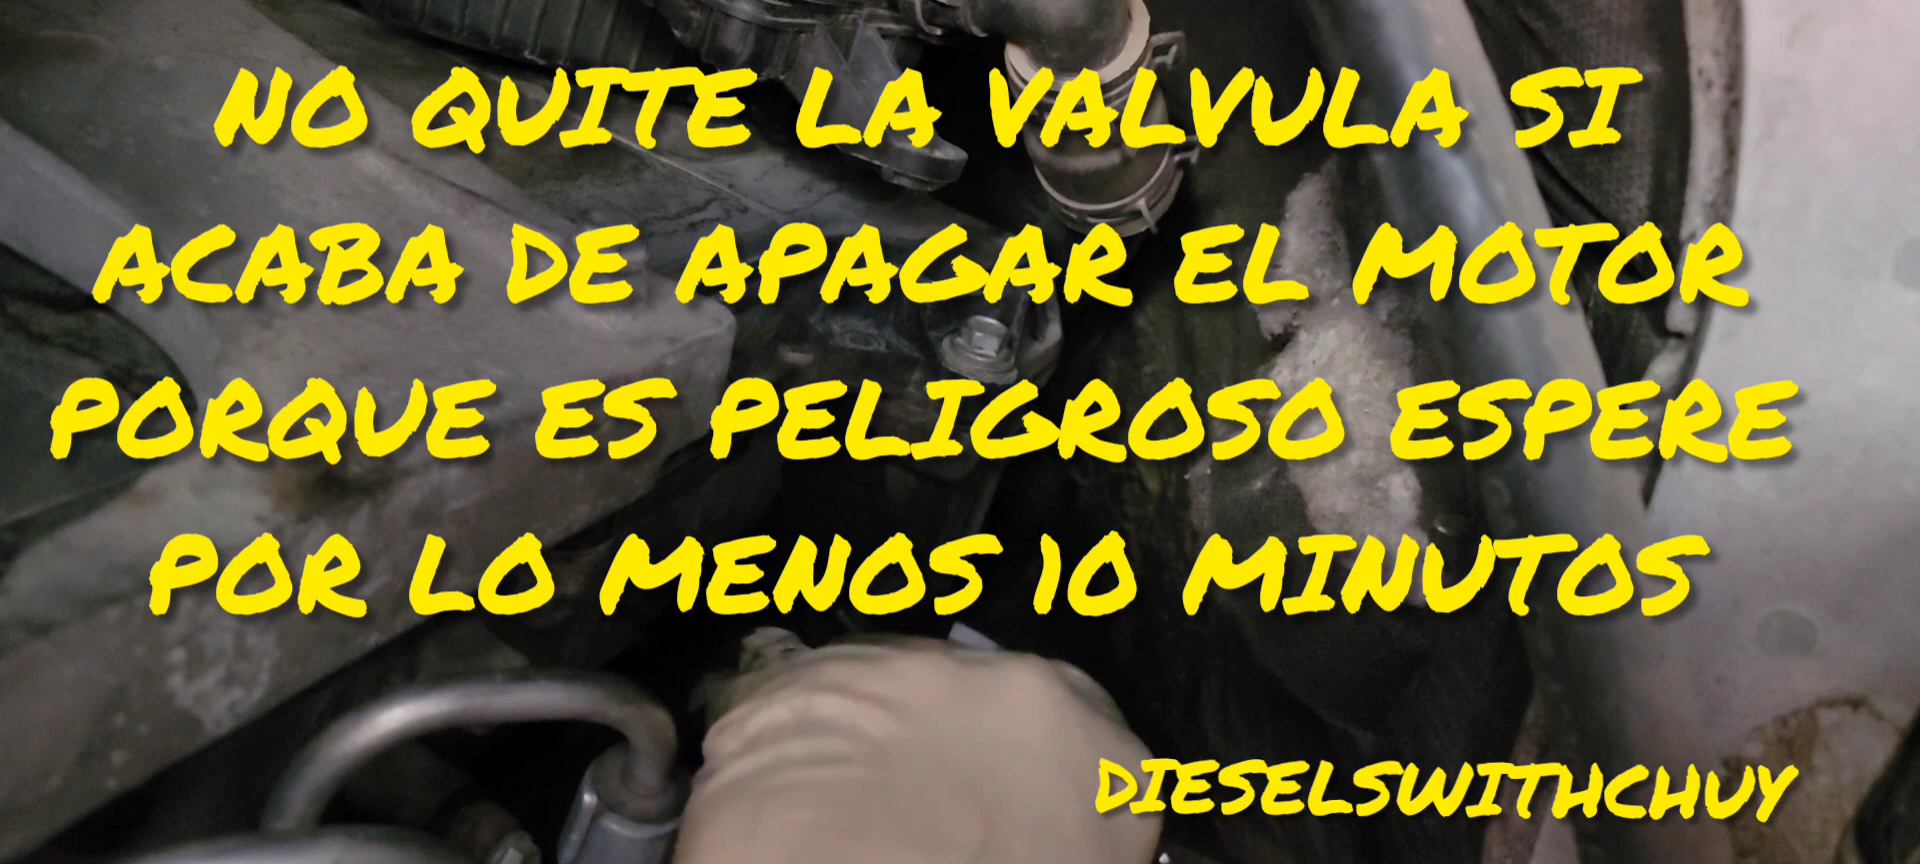 NO QUITE LA VALVULA SI
ACABA DE APAGAR EL MOTOR
PORQUE ES PELIGROSO ESPERE
POR LO MENOS 10 MINUTOS
DIESELSWITHCHUY